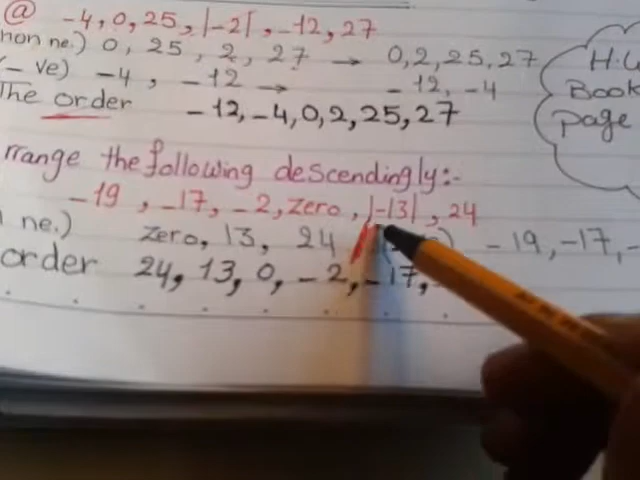 @ -4, 0, 25, |-2|, -12, 27
non ne.) 0, 25, 2, 27 → 0, 2, 25, 27
(- ve) -4, -12 → -12, -4
The order -12, -4, 0, 2, 25, 27
H.W
Book
page
rrange the following descendingly:-
-19, -17, -2, zero, |-13|, 24
ne.) zero, 13, 24 -19, -17, -
order 24, 13, 0, -2, -17,